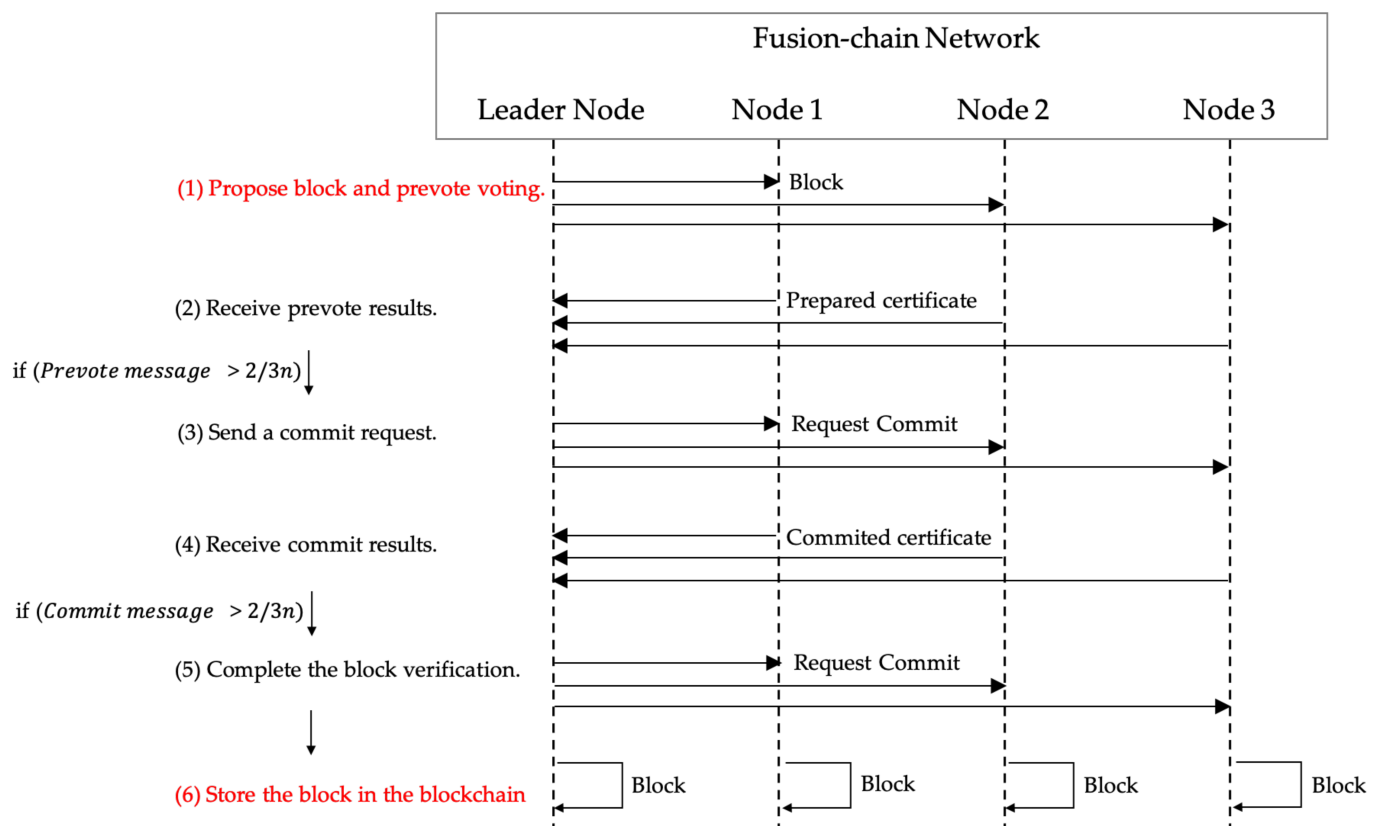 Fusion-chain Network
Leader Node Node 1 Node 2 Node 3
(1) Propose block and prevote voting. Block
(2) Receive prevote results. Prepared certificate
if (Prevote message > 2/3n)
(3) Send a commit request. Request Commit
(4) Receive commit results. Commited certificate
if (Commit message > 2/3n)
(5) Complete the block verification. Request Commit
(6) Store the block in the blockchain Block Block Block Block